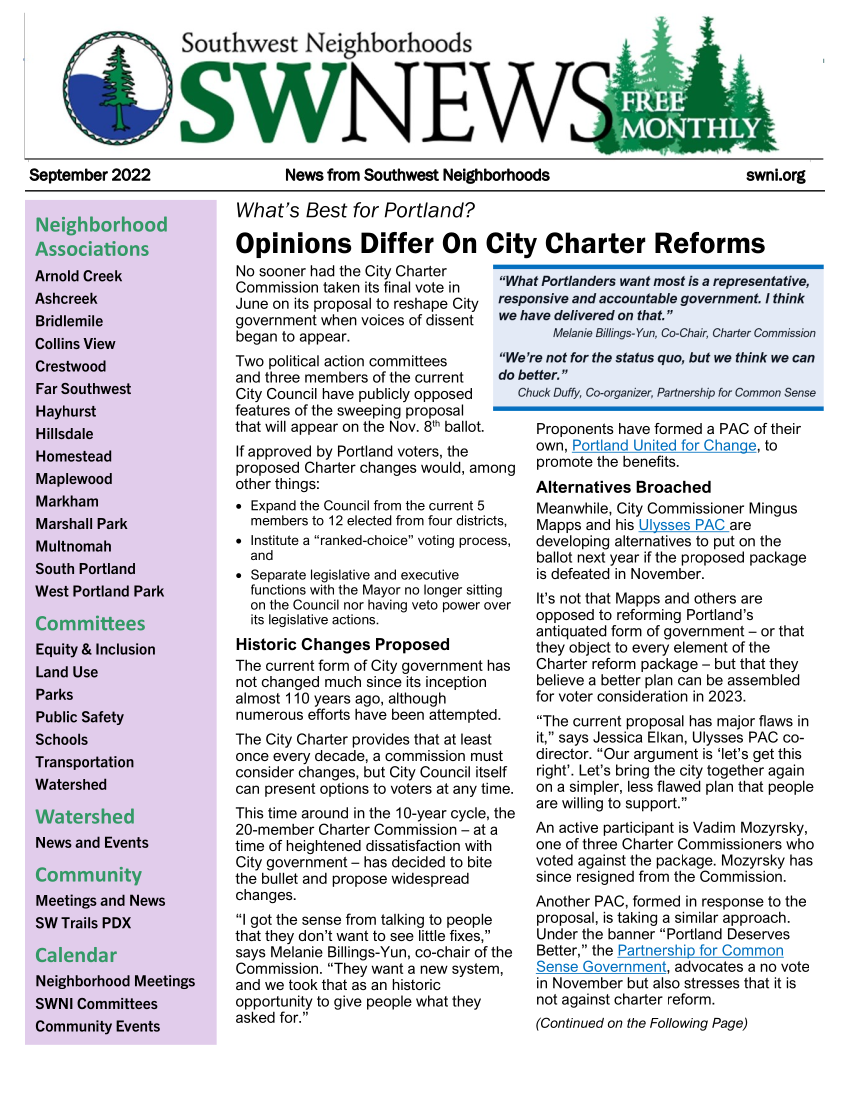 Southwest Neighborhoods
SWNEWS
FREE
MONTHLY
September 2022 News from Southwest Neighborhoods swni.org
Neighborhood
Associations
Arnold Creek
Ashcreek
Bridlemile
Collins View
Crestwood
Far Southwest
Hayhurst
Hillsdale
Homestead
Maplewood
Markham
Marshall Park
Multnomah
South Portland
West Portland Park
Committees
Equity & Inclusion
Land Use
Parks
Public Safety
Schools
Transportation
Watershed
Watershed
News and Events
Community
Meetings and News
SW Trails PDX
Calendar
Neighborhood Meetings
SWNI Committees
Community Events
What's Best for Portland?
Opinions Differ On City Charter Reforms
No sooner had the City Charter
Commission taken its final vote in
June on its proposal to reshape City
government when voices of dissent
began to appear.
Two political action committees
and three members of the current
City Council have publicly opposed
features of the sweeping proposal
that will appear on the Nov. 8th ballot.
If approved by Portland voters, the
proposed Charter changes would, among
other things:
• Expand the Council from the current 5
members to 12 elected from four districts,
• Institute a “ranked-choice” voting process,
and
• Separate legislative and executive
functions with the Mayor no longer sitting
on the Council nor having veto power over
its legislative actions.
Historic Changes Proposed
The current form of City government has
not changed much since its inception
almost 110 years ago, although
numerous efforts have been attempted.
The City Charter provides that at least
once every decade, a commission must
consider changes, but City Council itself
can present options to voters at any time.
This time around in the 10-year cycle, the
20-member Charter Commission – at a
time of heightened dissatisfaction with
City government – has decided to bite
the bullet and propose widespread
changes.
“I got the sense from talking to people
that they don’t want to see little fixes,”
says Melanie Billings-Yun, co-chair of the
Commission. “They want a new system,
and we took that as an historic
opportunity to give people what they
asked for.”
“What Portlanders want most is a representative,
responsive and accountable government. I think
we have delivered on that.”
Melanie Billings-Yun, Co-Chair, Charter Commission
“We’re not for the status quo, but we think we can
do better.”
Chuck Duffy, Co-organizer, Partnership for Common Sense
Proponents have formed a PAC of their
own, Portland United for Change, to
promote the benefits.
Alternatives Broached
Meanwhile, City Commissioner Mingus
Mapps and his Ulysses PAC are
developing alternatives to put on the
ballot next year if the proposed package
is defeated in November.
It’s not that Mapps and others are
opposed to reforming Portland’s
antiquated form of government – or that
they object to every element of the
Charter reform package – but that they
believe a better plan can be assembled
for voter consideration in 2023.
“The current proposal has major flaws in
it,” says Jessica Elkan, Ulysses PAC co-
director. “Our argument is ‘let’s get this
right’. Let’s bring the city together again
on a simpler, less flawed plan that people
are willing to support.”
An active participant is Vadim Mozyrsky,
one of three Charter Commissioners who
voted against the package. Mozyrsky has
since resigned from the Commission.
Another PAC, formed in response to the
proposal, is taking a similar approach.
Under the banner “Portland Deserves
Better,” the Partnership for Common
Sense Government, advocates a no vote
in November but also stresses that it is
not against charter reform.
(Continued on the Following Page)